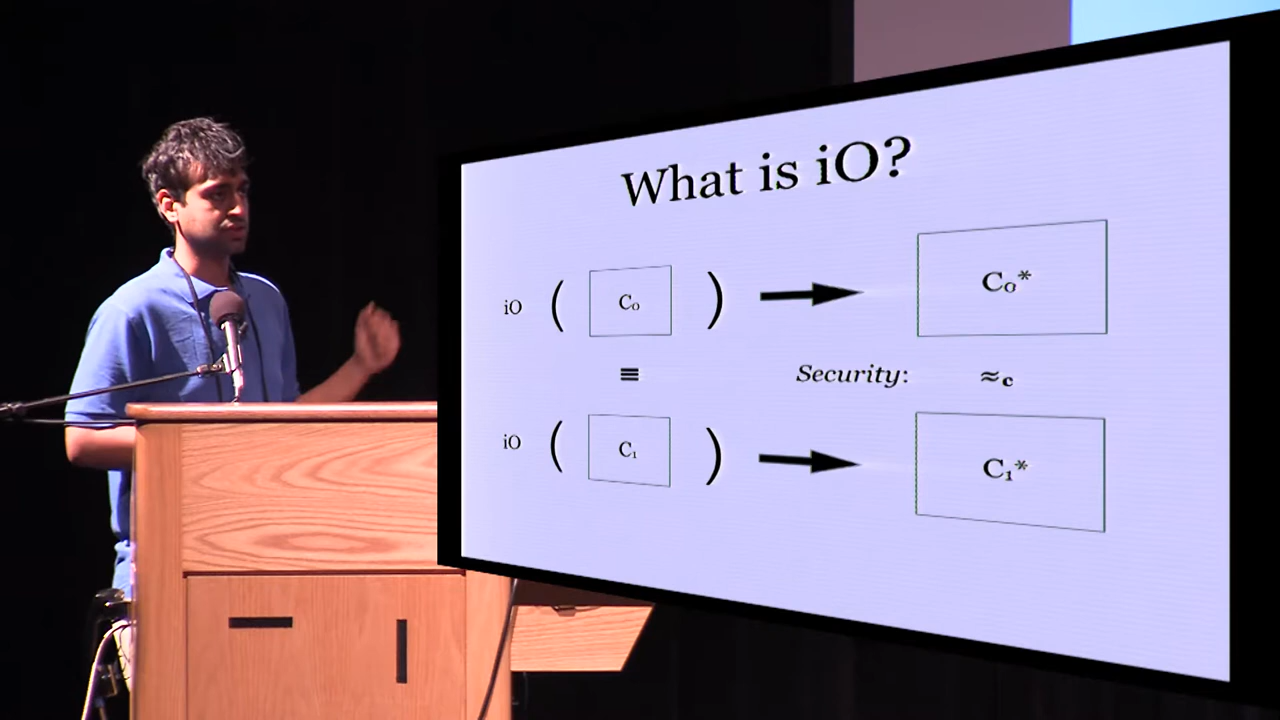 What is iO?
iO ( C₀ ) C₀*
≡ Security: ≈c
iO ( C₁ ) C₁*